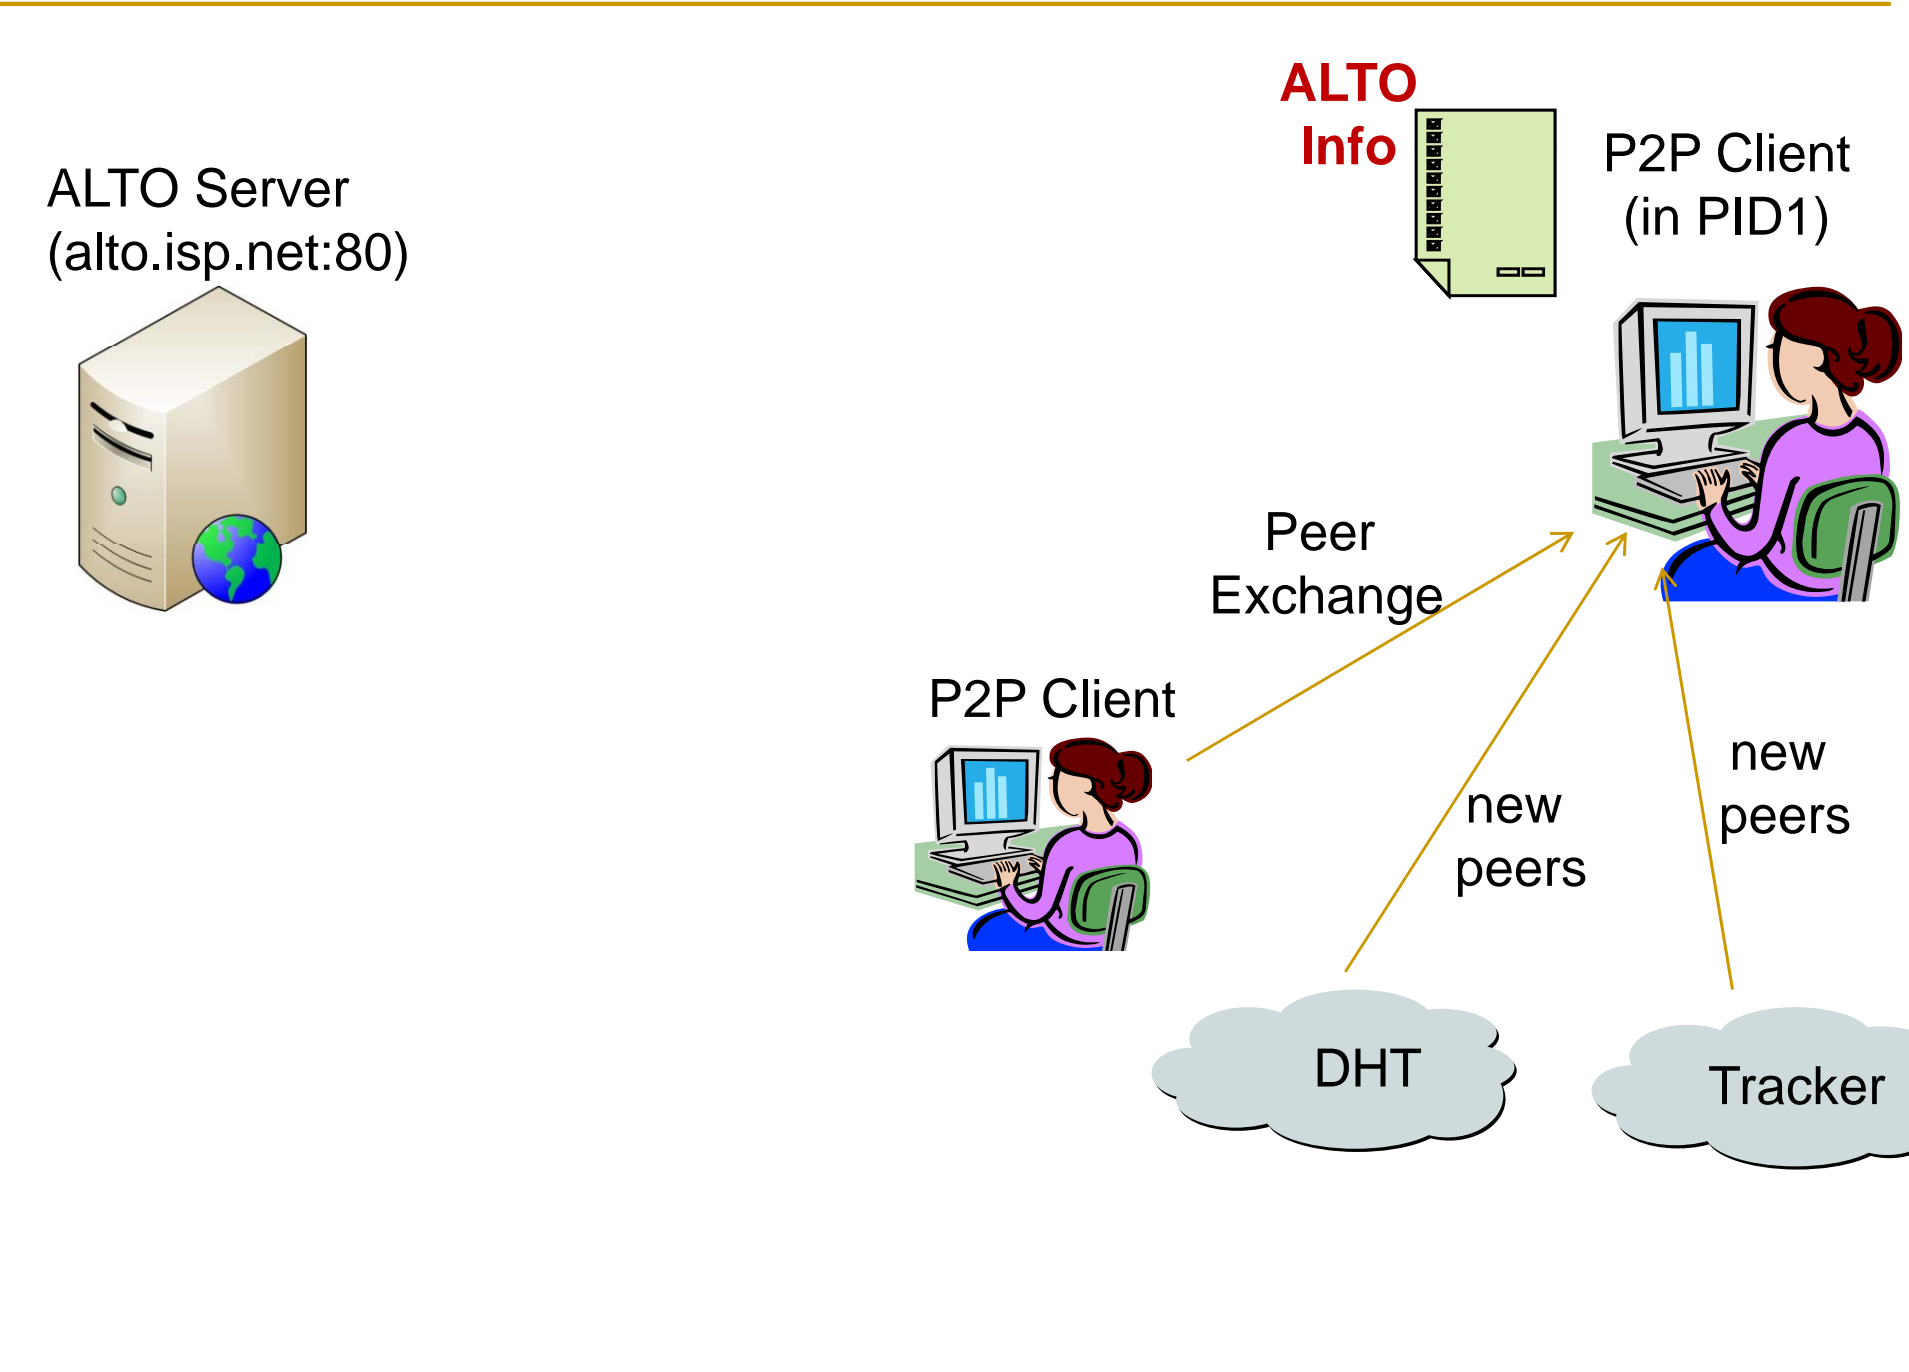 ALTO
Info
P2P Client
(in PID1)
ALTO Server
(alto.isp.net:80)
Peer
Exchange
P2P Client
new
peers
new
peers
DHT
Tracker